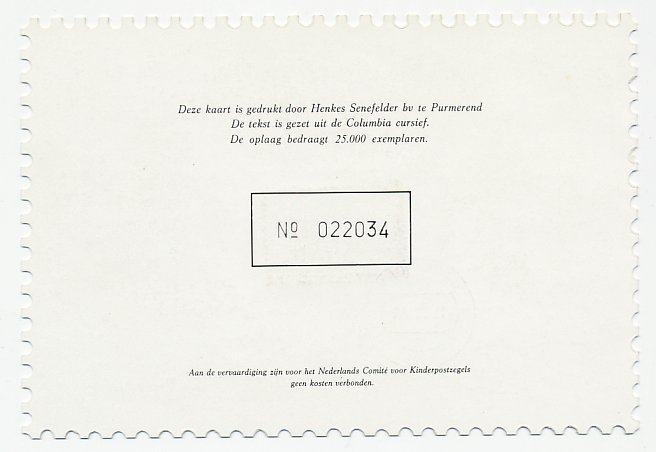 Deze kaart is gedrukt door Henkes Senefelder bv te Purmerend
De tekst is gezet uit de Columbia cursief.
De oplaag bedraagt 25.000 exemplaren.
Nº 022034
Aan de vervaardiging zijn voor het Nederlands Comité voor Kinderpostzegels
geen kosten verbonden.